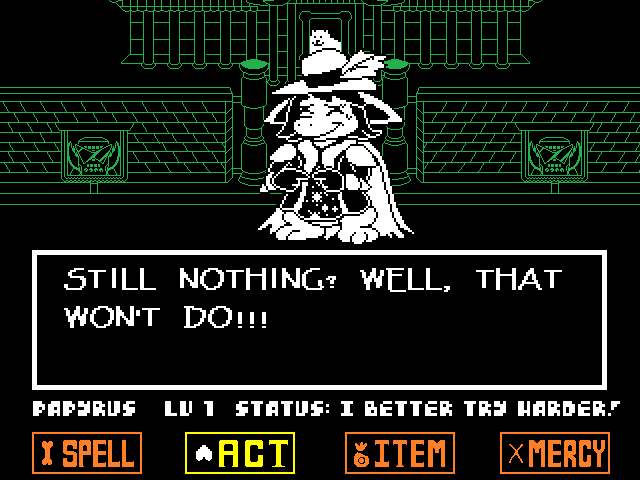 STILL NOTHING? WELL, THAT
WON'T DO!!!
PAPYRUS LV 1 STATUS: I BETTER TRY HARDER!
SPELL ACT ITEM MERCY